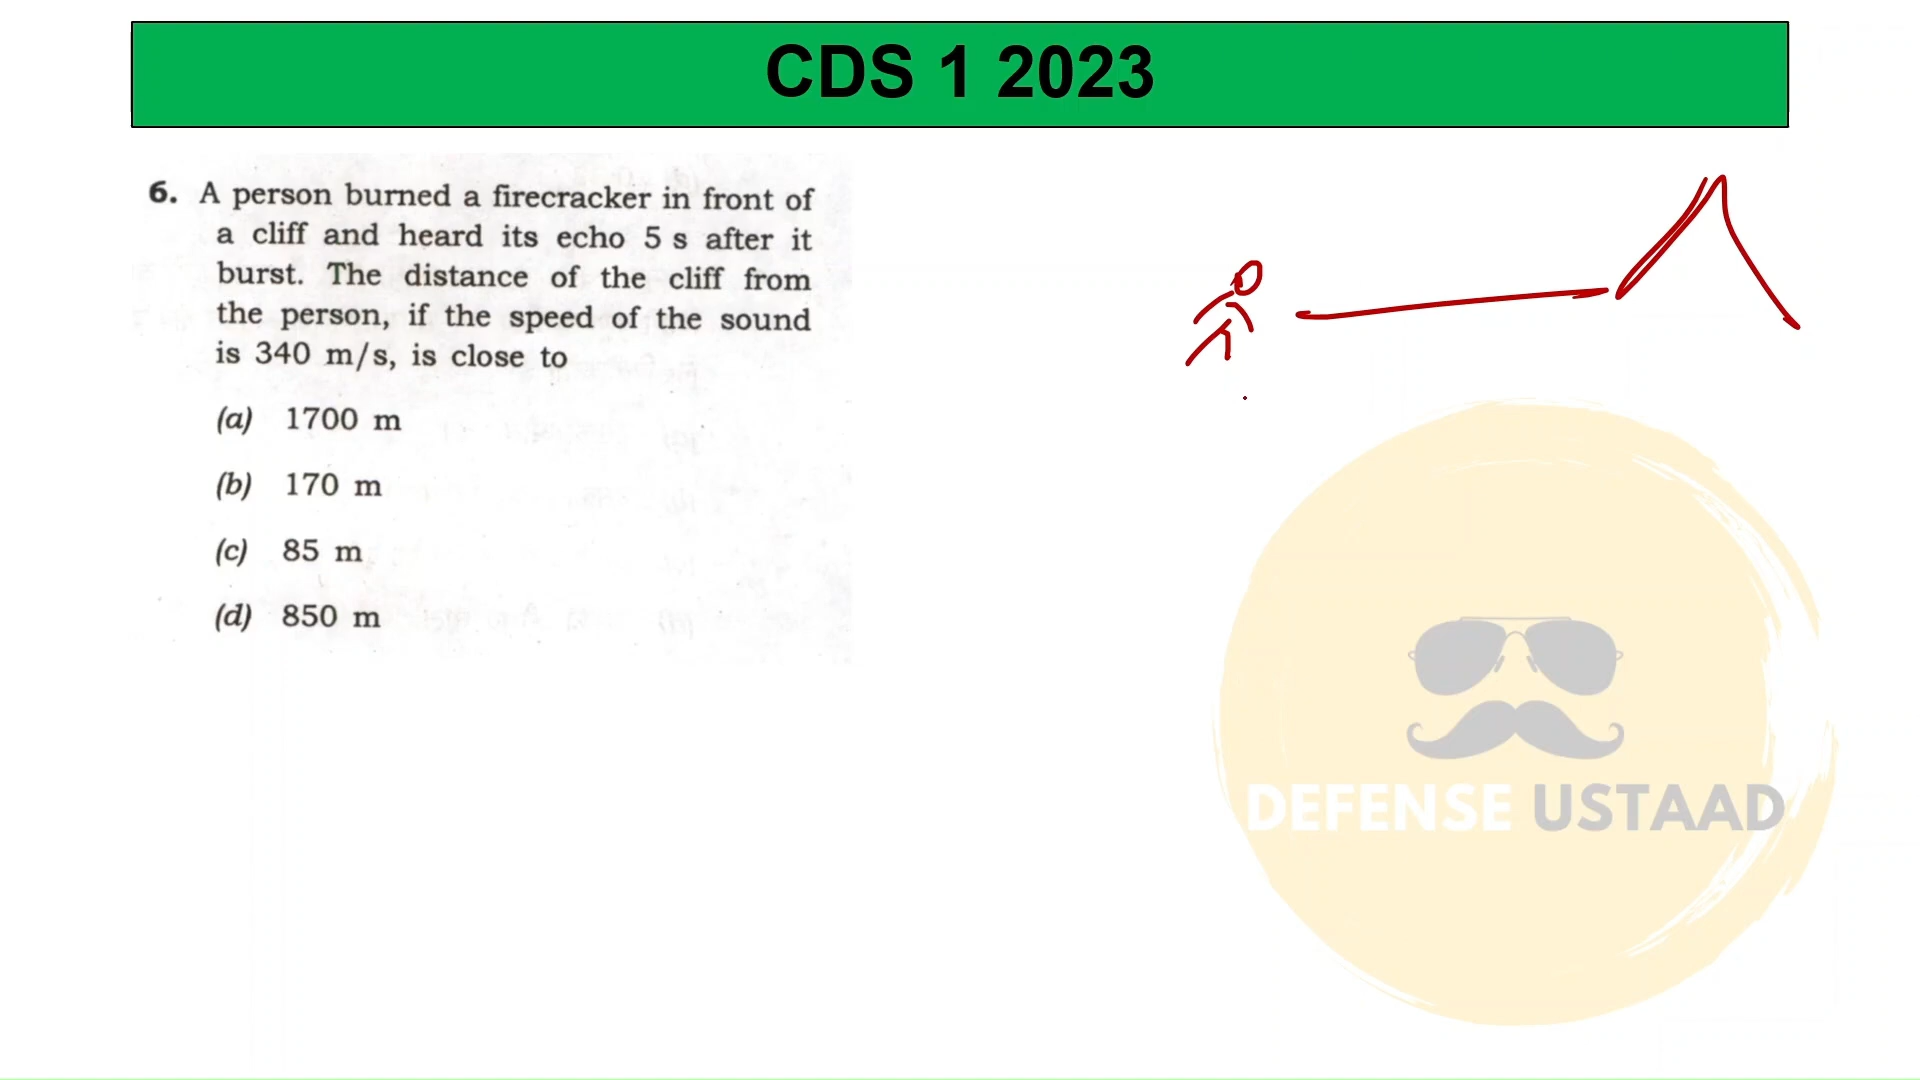 CDS 1 2023
6. A person burned a firecracker in front of
a cliff and heard its echo 5 s after it
burst. The distance of the cliff from
the person, if the speed of the sound
is 340 m/s, is close to
(a) 1700 m
(b) 170 m
(c) 85 m
(d) 850 m
DEFENSE USTAAD